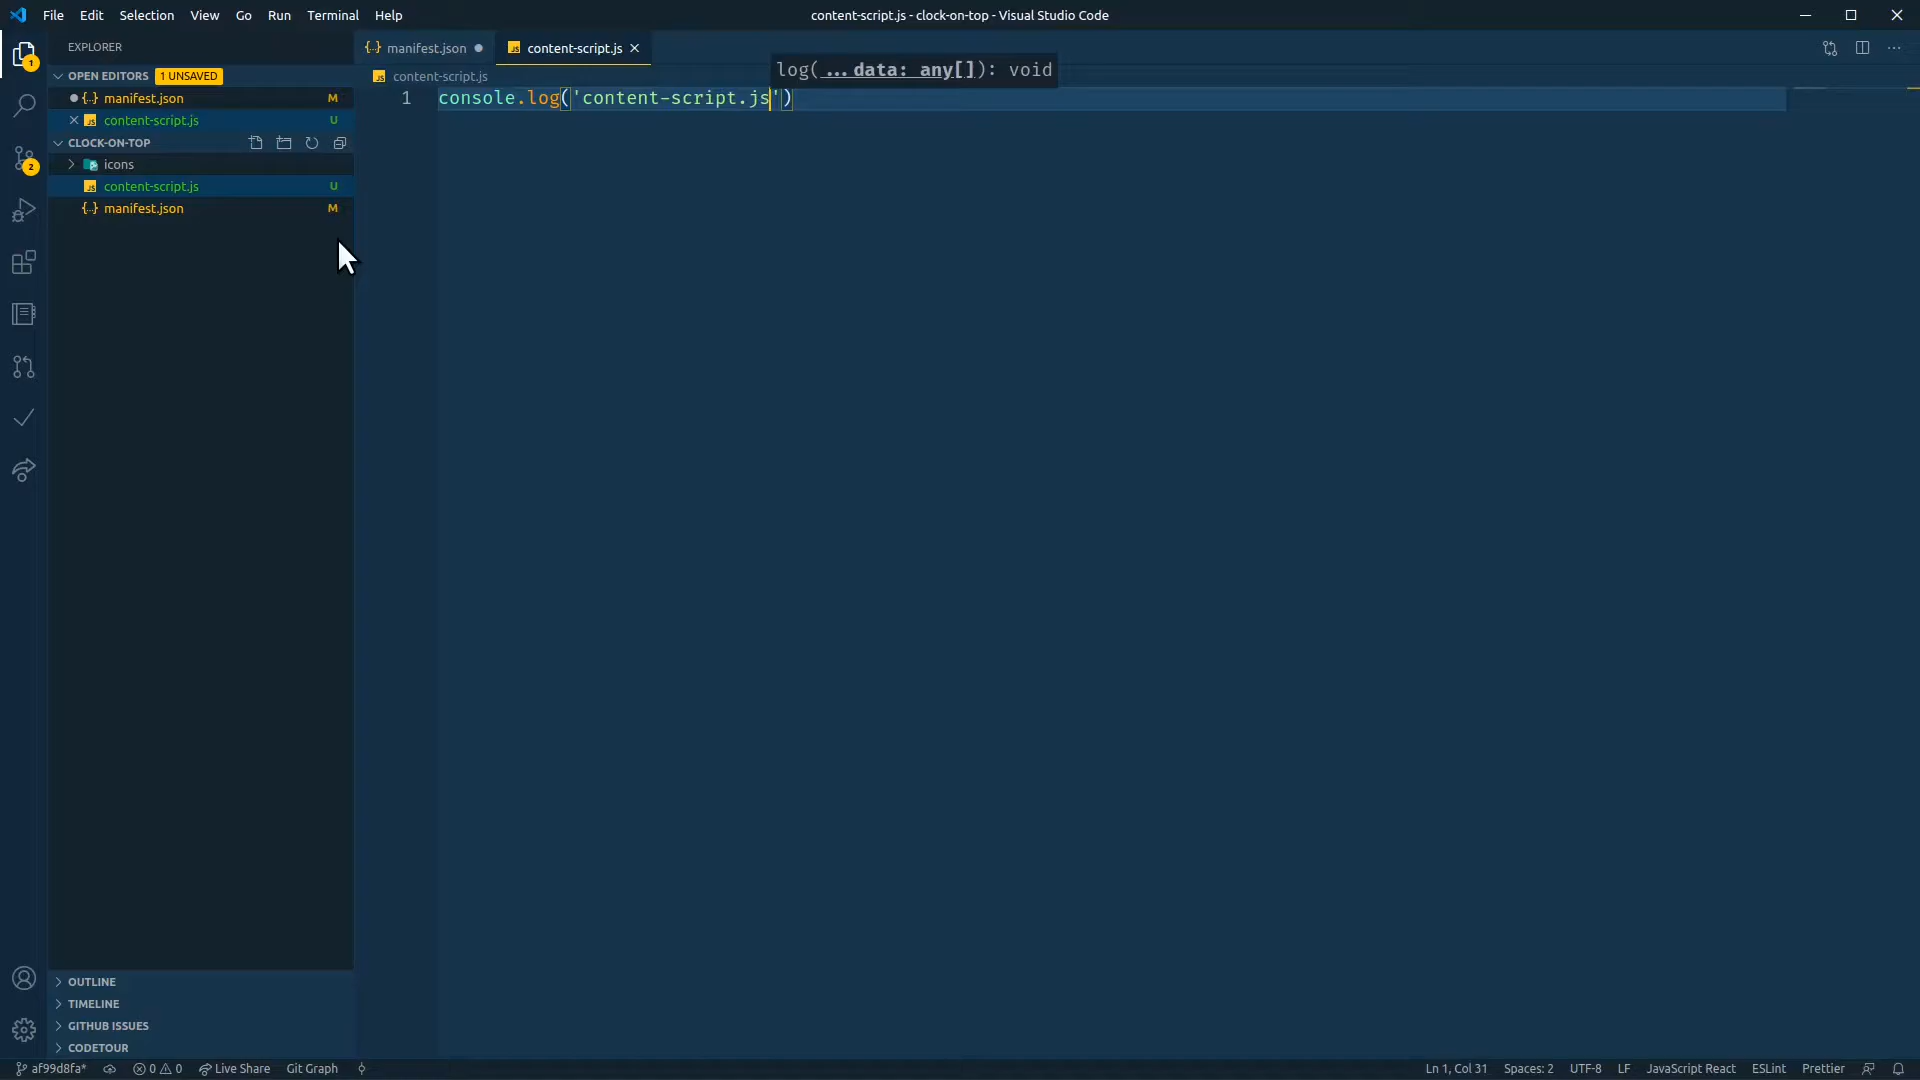 File Edit Selection View Go Run Terminal Help
content-script.js - clock-on-top - Visual Studio Code
EXPLORER
manifest.json
content-script.js
OPEN EDITORS 1 UNSAVED
content-script.js
log(...data: any[]): void
manifest.json M
1 console.log('content-script.js')
content-script.js U
CLOCK-ON-TOP
icons
content-script.js U
manifest.json M
1
2
OUTLINE
TIMELINE
GITHUB ISSUES
CODETOUR
af99d8fa* 0 0 Live Share Git Graph
Ln 1, Col 31 Spaces: 2 UTF-8 LF JavaScript React ESLint Prettier